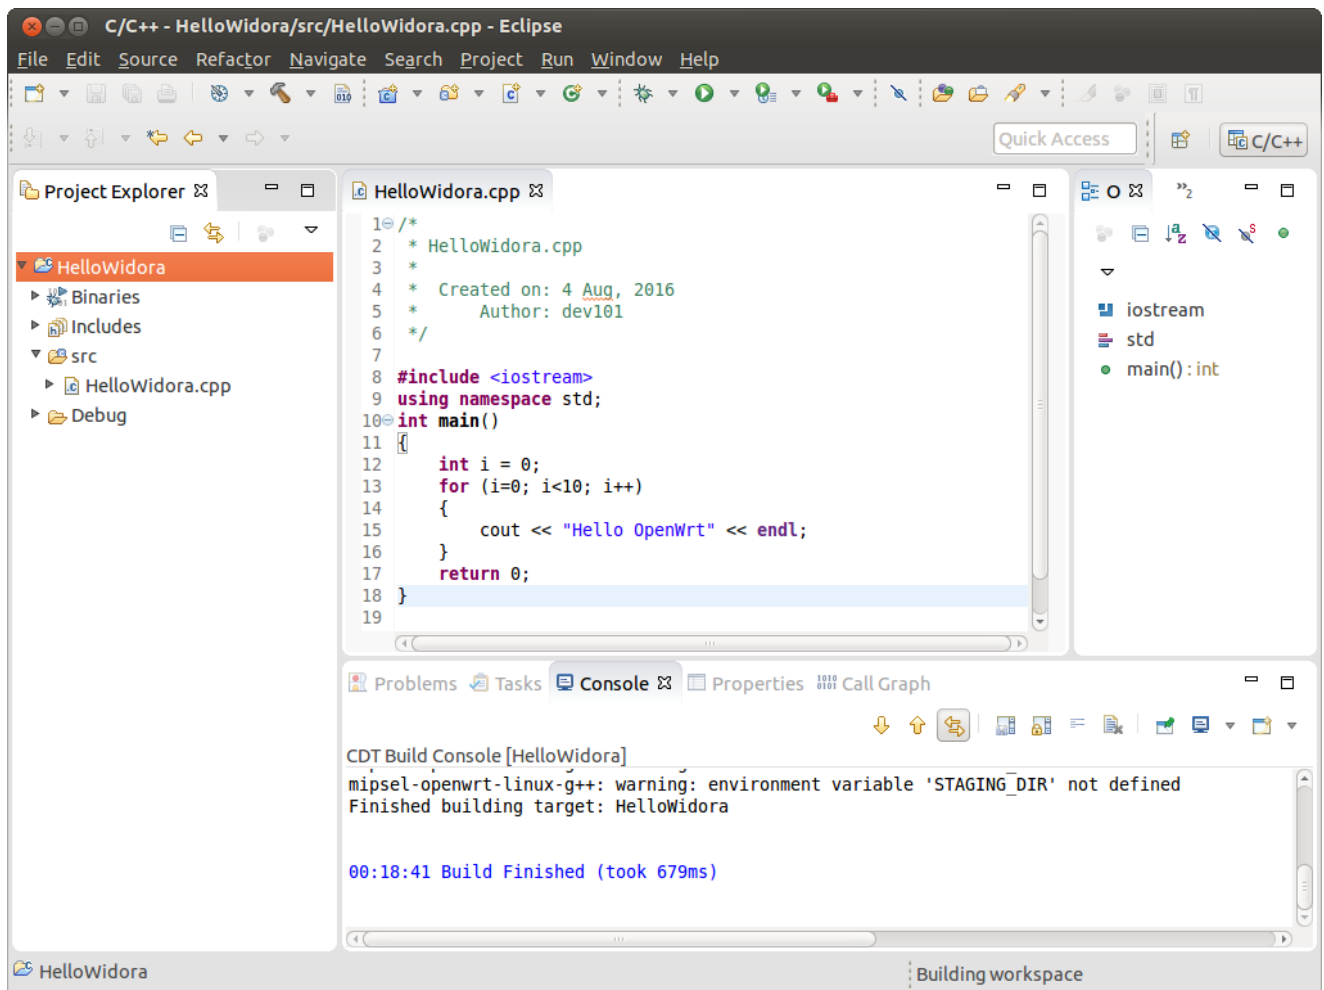 C/C++ - HelloWidora/src/HelloWidora.cpp - Eclipse
File Edit Source Refactor Navigate Search Project Run Window Help
Quick Access
C/C++
Project Explorer
HelloWidora
Binaries
Includes
src
HelloWidora.cpp
Debug
HelloWidora.cpp
1 /*
2 * HelloWidora.cpp
3 *
4 * Created on: 4 Aug, 2016
5 * Author: dev101
6 */
7
8 #include <iostream>
9 using namespace std;
10 int main()
11 {
12 int i = 0;
13 for (i=0; i<10; i++)
14 {
15 cout << "Hello OpenWrt" << endl;
16 }
17 return 0;
18 }
19
O
»2
iostream
std
main() : int
Problems Tasks Console Properties Call Graph
CDT Build Console [HelloWidora]
mipsel-openwrt-linux-g++: warning: environment variable 'STAGING_DIR' not defined
Finished building target: HelloWidora
00:18:41 Build Finished (took 679ms)
HelloWidora
Building workspace